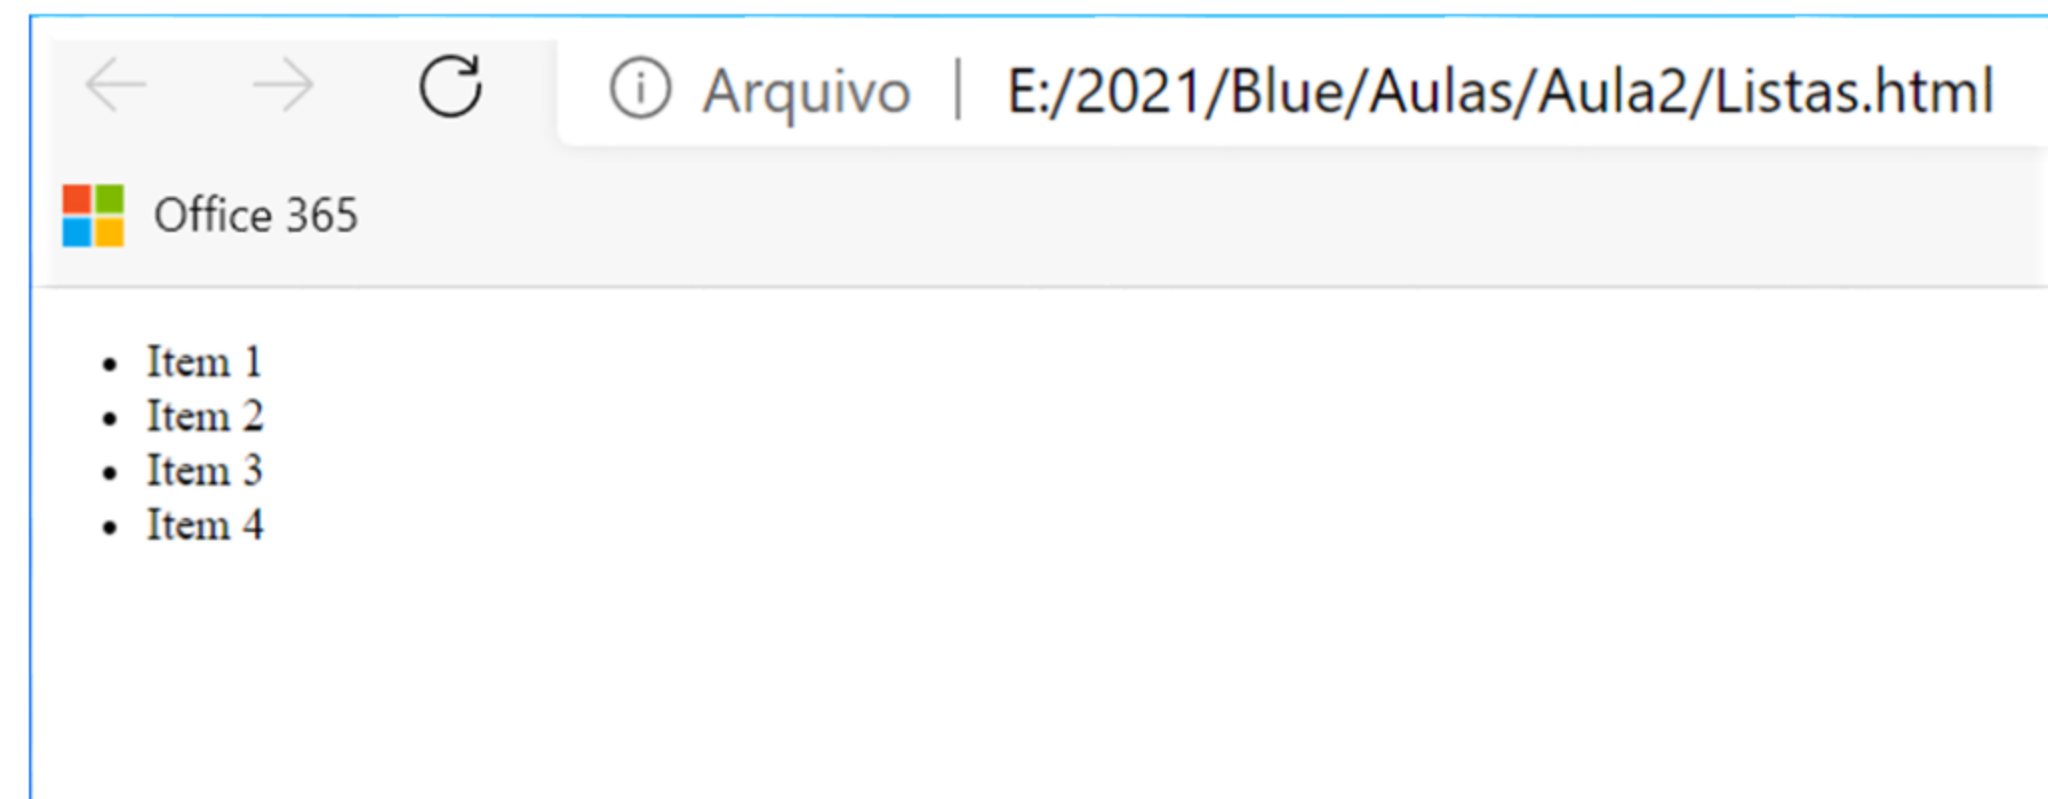 Arquivo | E:/2021/Blue/Aulas/Aula2/Listas.html
Office 365
• Item 1
• Item 2
• Item 3
• Item 4